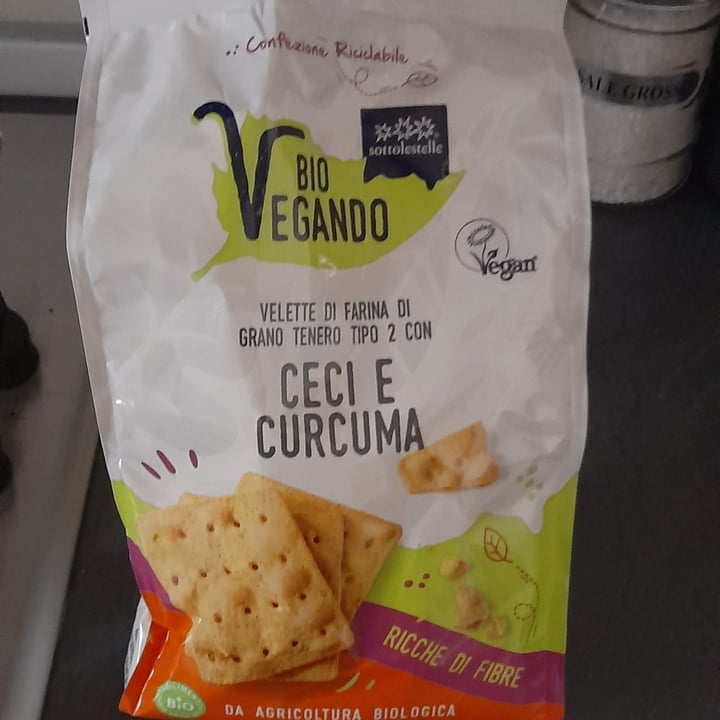 .: Confezione Riciclabile
sottolestelle
BIO
VEGANDO
Vegan
VELETTE DI FARINA DI
GRANO TENERO TIPO 2 CON
CECI E
CURCUMA
RICCHE DI FIBRE
BIO
DA AGRICOLTURA BIOLOGICA
SALE GROSSO